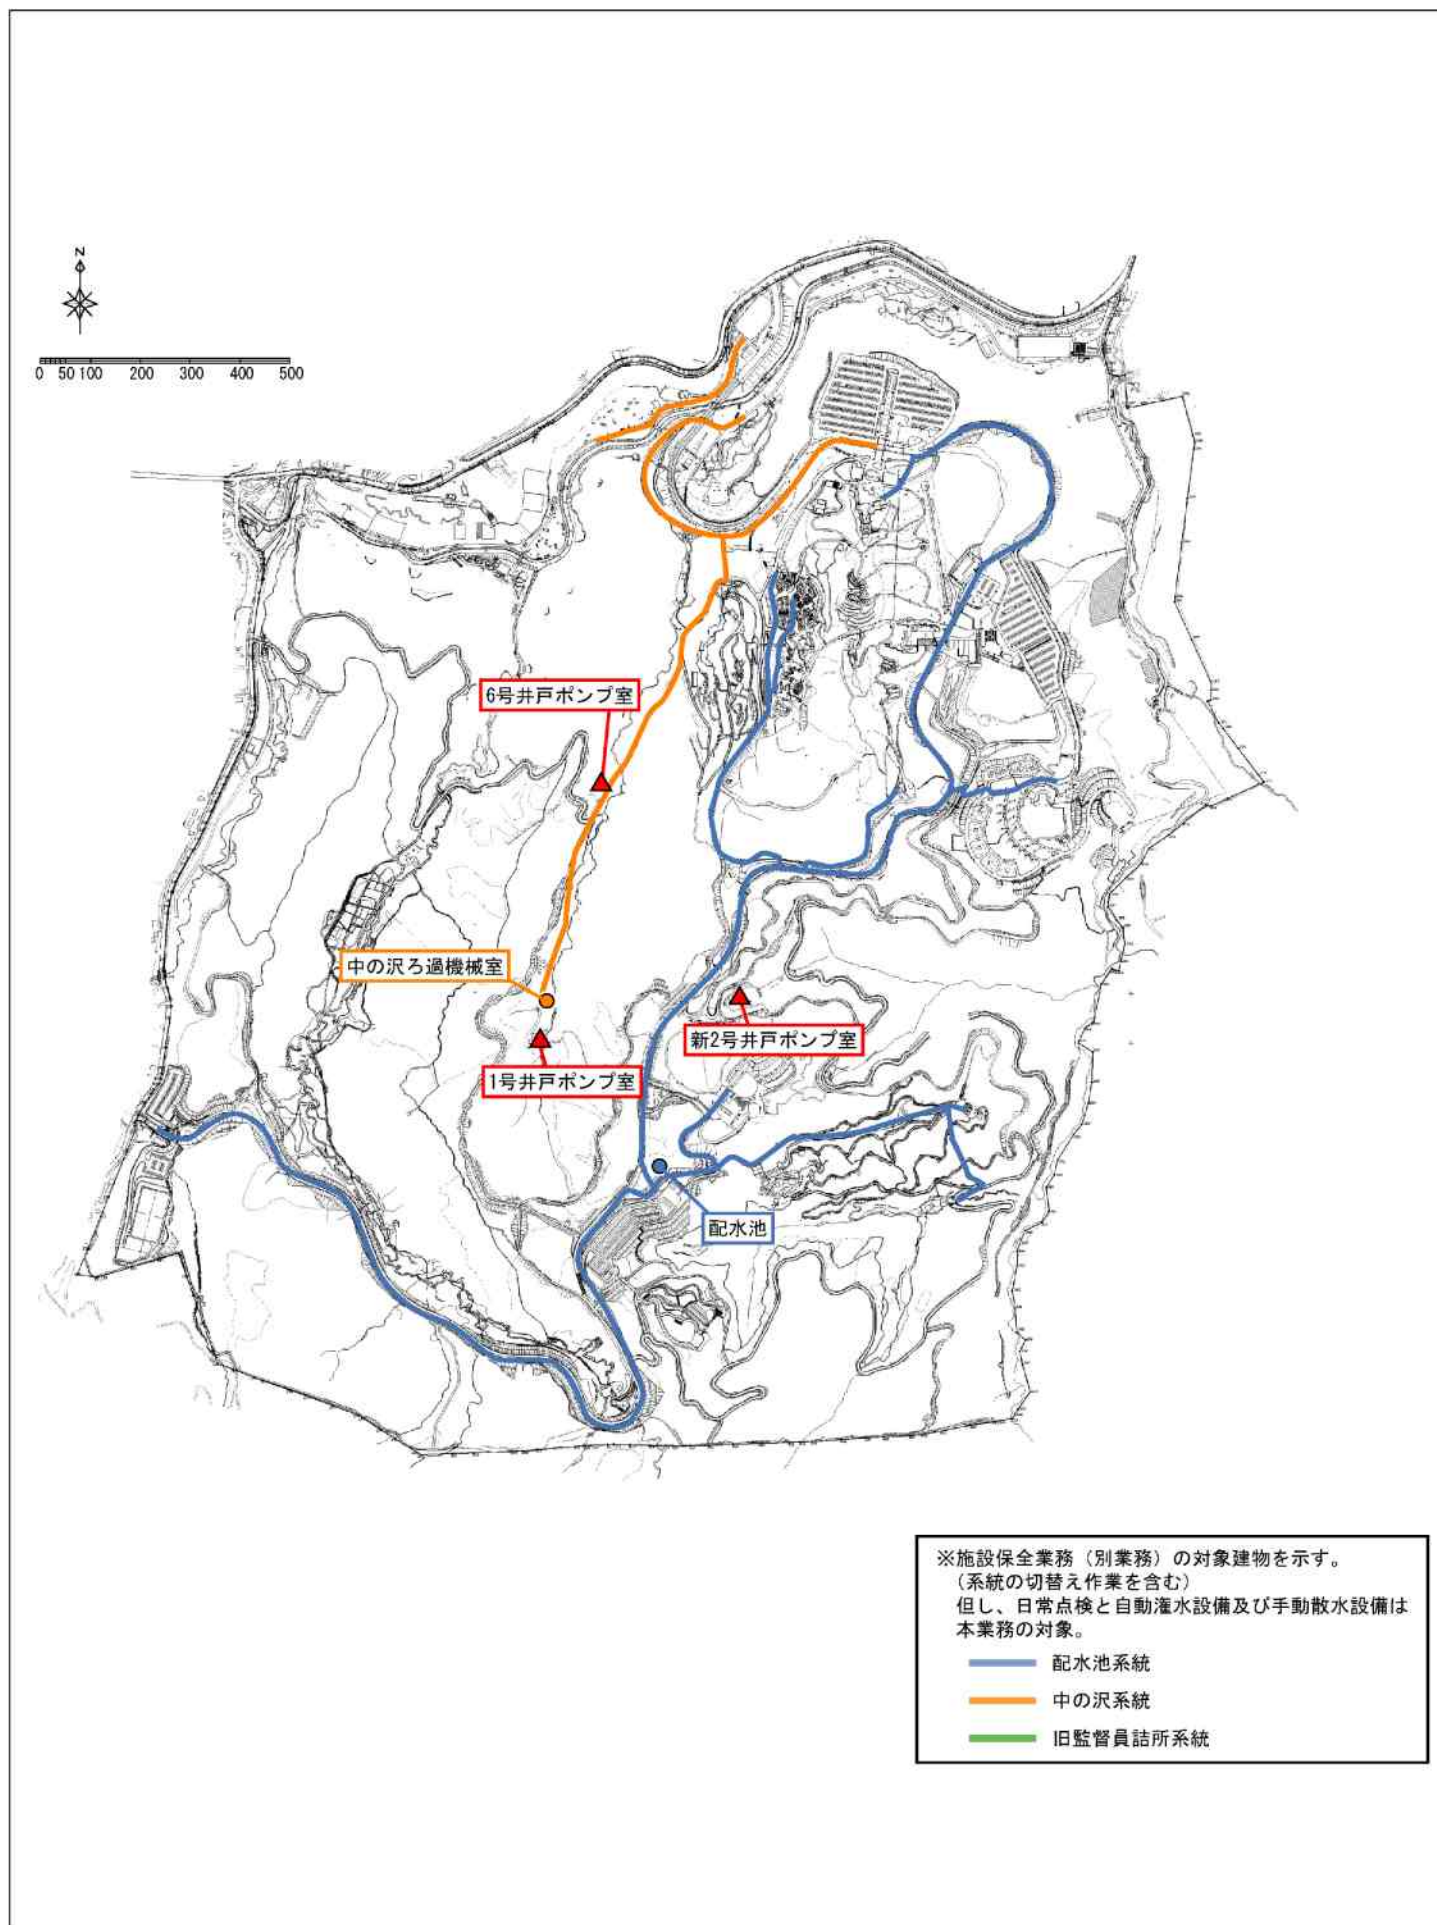 N
0 50 100 200 300 400 500
6号井戸ポンプ室
中の沢ろ過機械室
新2号井戸ポンプ室
1号井戸ポンプ室
配水池
※施設保全業務（別業務）の対象建物を示す。
（系統の切替え作業を含む）
但し、日常点検と自動潅水設備及び手動散水設備は
本業務の対象。
配水池系統
中の沢系統
旧監督員詰所系統